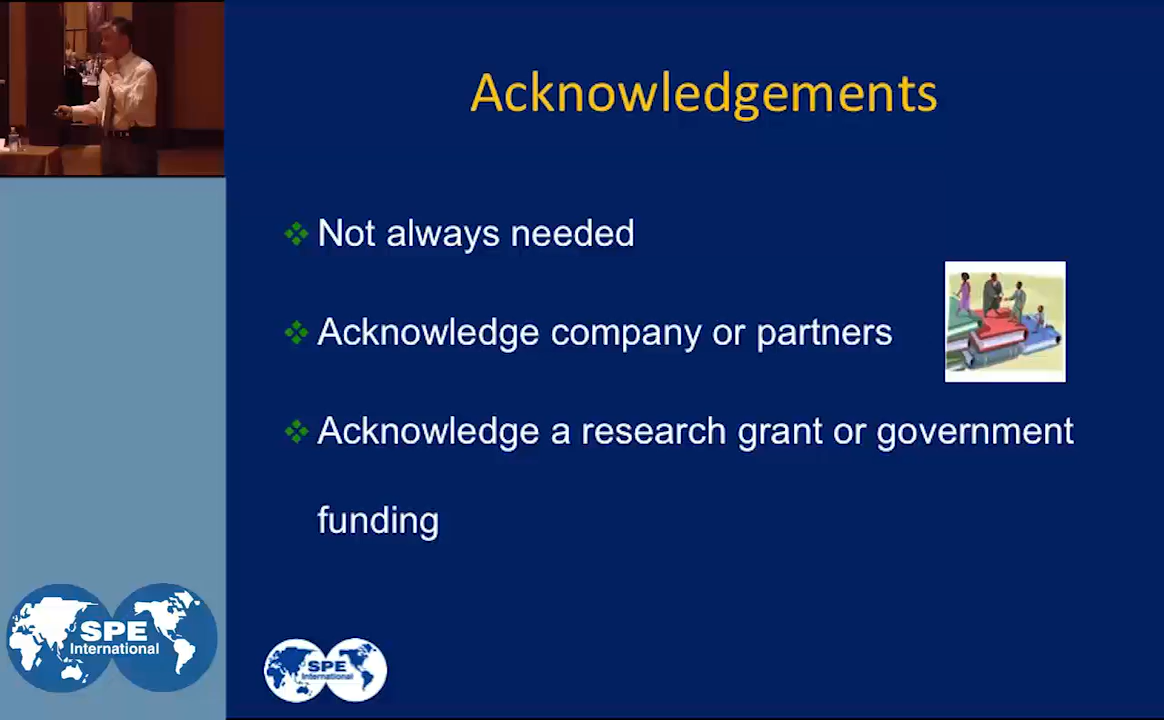 Acknowledgements
Not always needed
Acknowledge company or partners
Acknowledge a research grant or government
funding
SPE
International
SPE
International